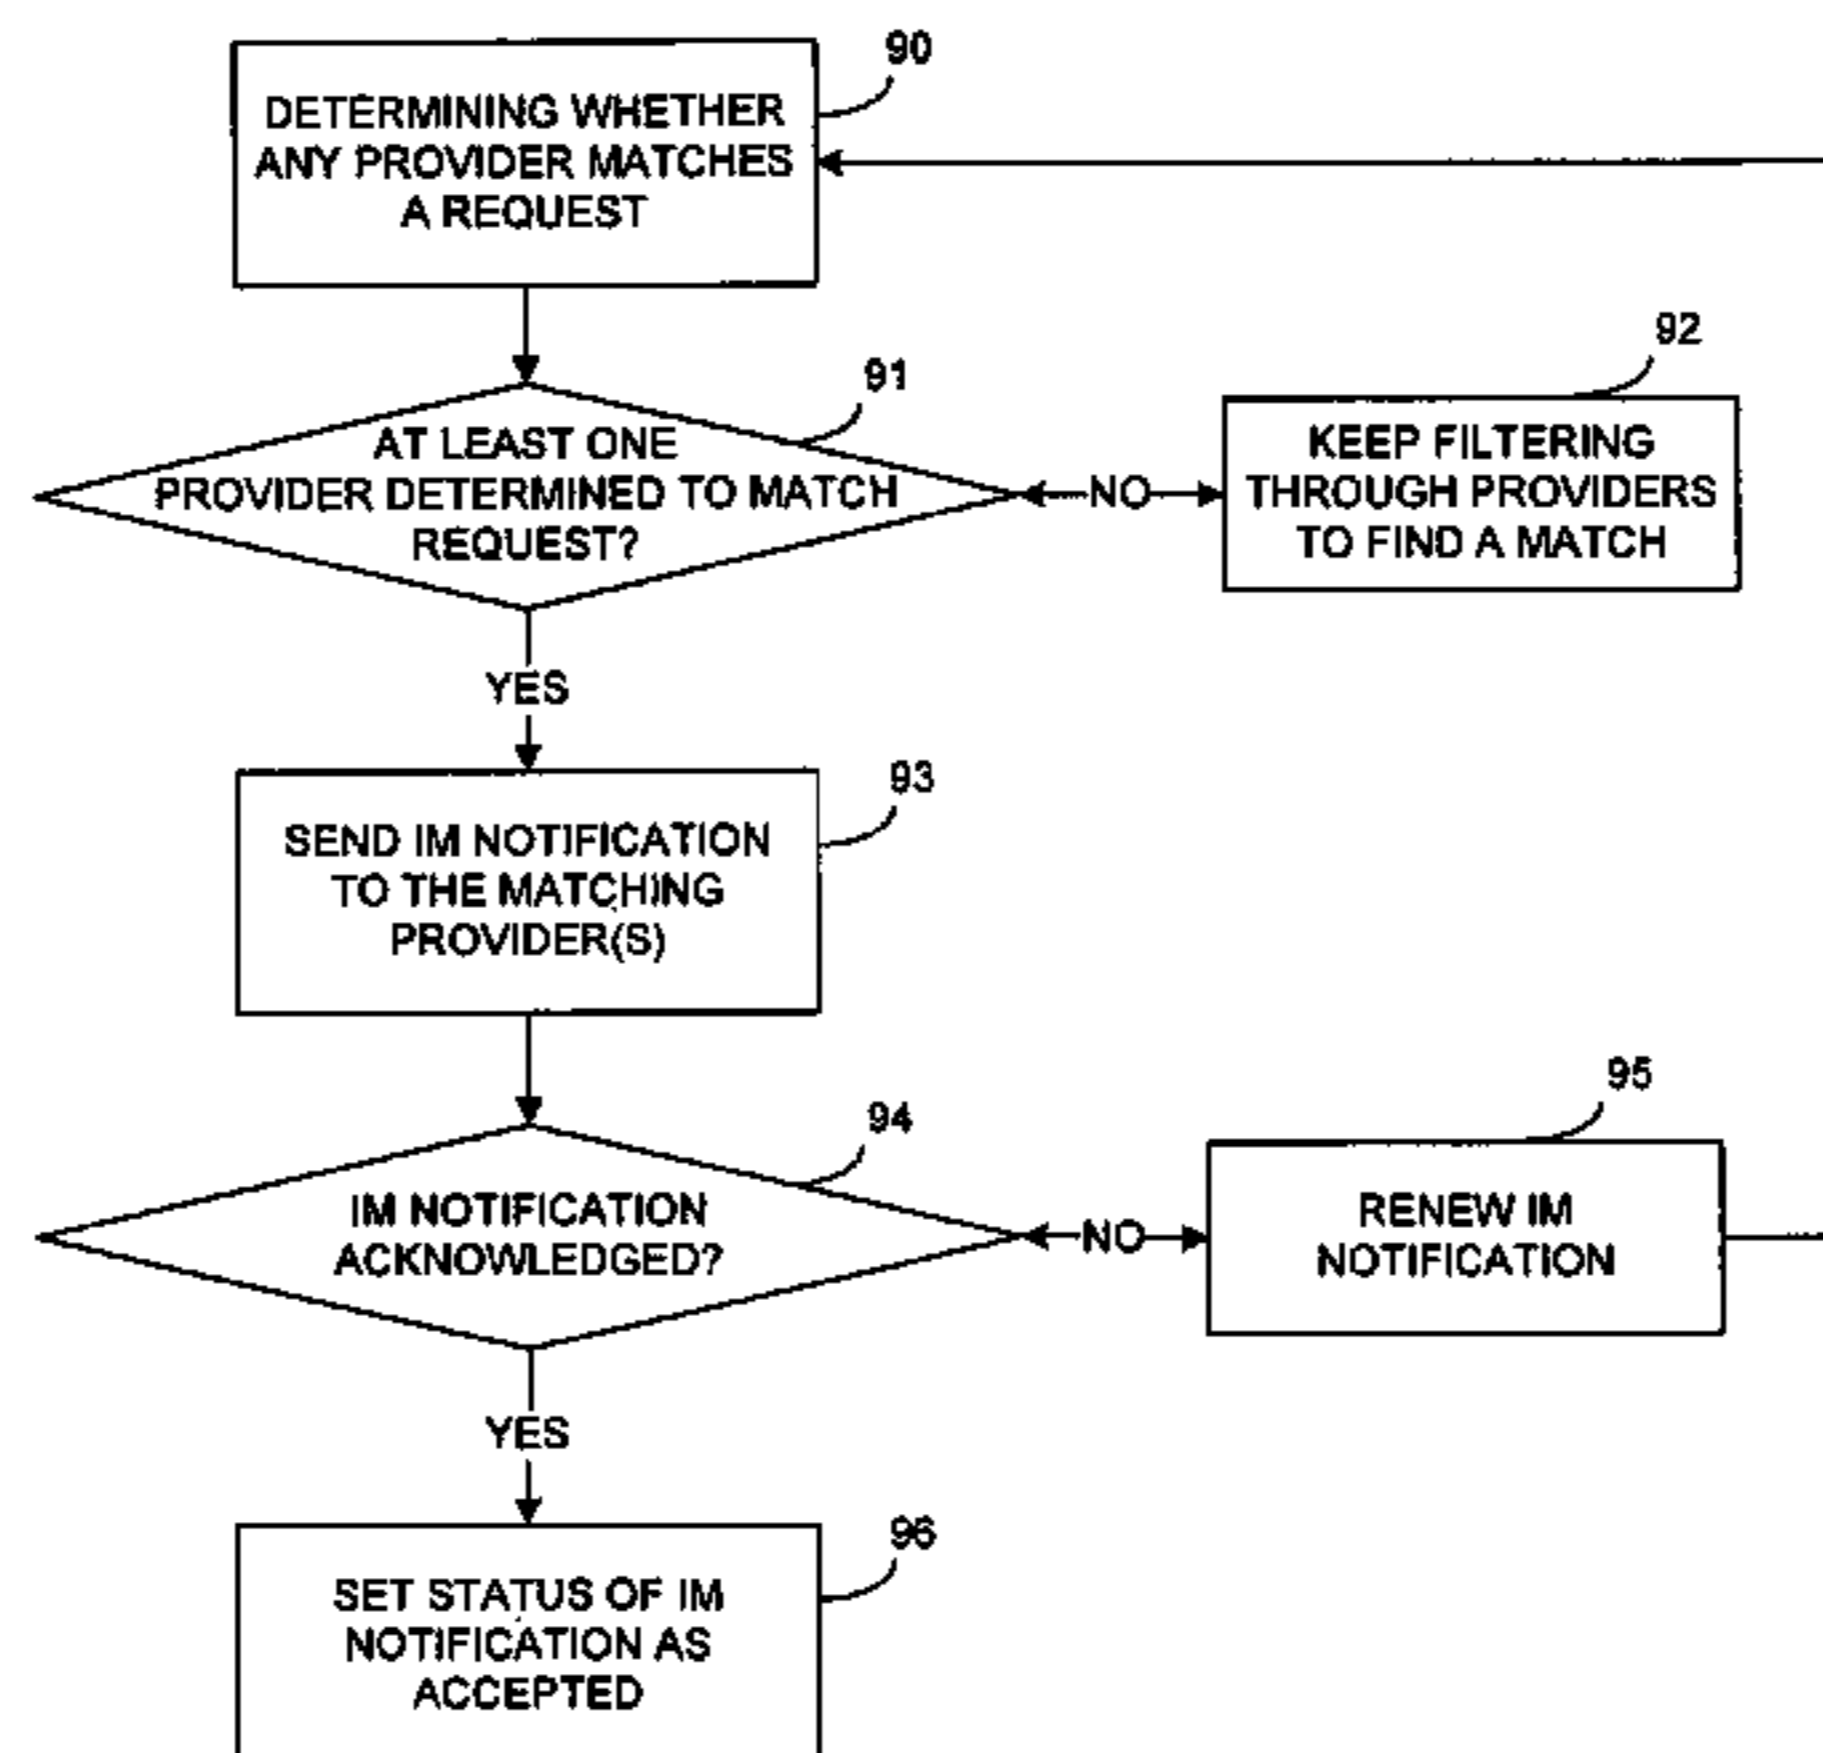 90
DETERMINING WHETHER
ANY PROVIDER MATCHES
A REQUEST
91
AT LEAST ONE
PROVIDER DETERMINED TO MATCH
REQUEST?
NO
92
KEEP FILTERING
THROUGH PROVIDERS
TO FIND A MATCH
YES
93
SEND IM NOTIFICATION
TO THE MATCHING
PROVIDER(S)
94
IM NOTIFICATION
ACKNOWLEDGED?
NO
95
RENEW IM
NOTIFICATION
YES
96
SET STATUS OF IM
NOTIFICATION AS
ACCEPTED